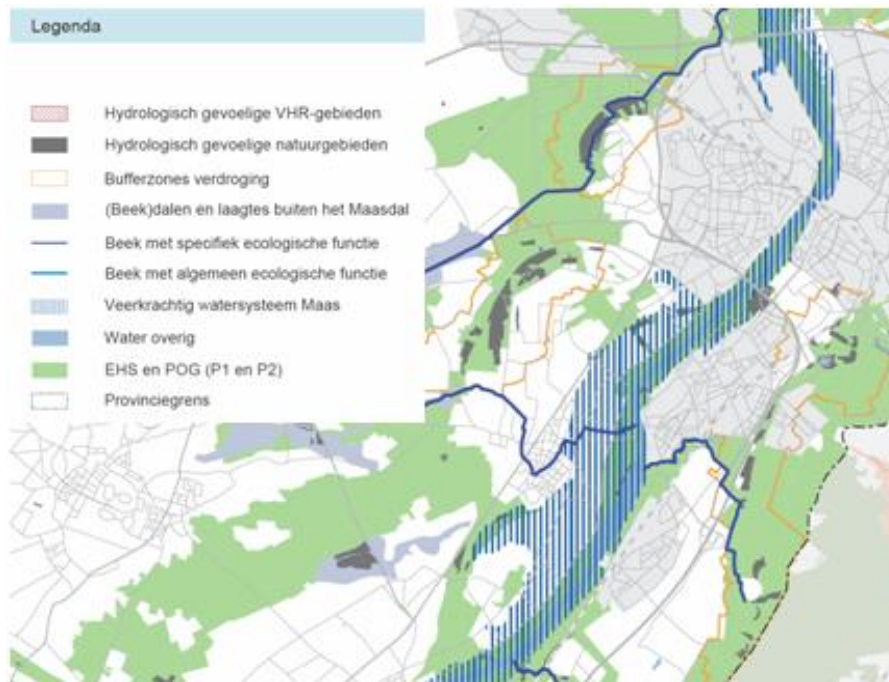 Legenda
Hydrologisch gevoelige VHR-gebieden
Hydrologisch gevoelige natuurgebieden
Bufferzones verdroging
(Beek)dalen en laagtes buiten het Maasdal
Beek met specifiek ecologische functie
Beek met algemeen ecologische functie
Veerkrachtig watersysteem Maas
Water overig
EHS en POG (P1 en P2)
Provinciegrens